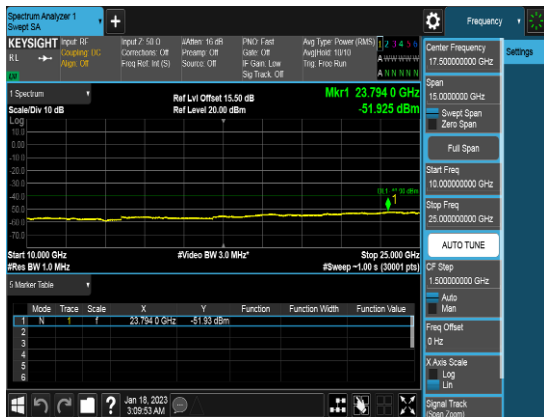 Spectrum Analyzer 1
Swept SA
Frequency
KEYSIGHT
RL
Input: RF
Coupling: DC
Align: Off
Input Z: 50 Ω
Corrections: Off
Freq Ref: Int (S)
#Atten: 16 dB
Preamp: Off
Source: Off
PNO: Fast
Gate: Off
IF Gain: Low
Sig Track: Off
Avg Type: Power (RMS)
Avg|Hold: 10/10
Trig: Free Run
1 2 3 4 5 6
A W W W W W
A N N N N N
1 Spectrum
Scale/Div 10 dB
Ref Lvl Offset 15.50 dB
Ref Level 20.00 dBm
Mkr1 23.794 0 GHz
-51.925 dBm
Log
10.0
0.00
-10.0
-20.0
-30.0
-40.0
-50.0
-60.0
-70.0
1
Start 10.000 GHz
#Res BW 1.0 MHz
#Video BW 3.0 MHz*
Stop 25.000 GHz
#Sweep ~1.00 s (30001 pts)
5 Marker Table
Mode Trace Scale X Y Function Function Width Function Value
1 N 1 f 23.794 0 GHz -51.93 dBm
2
3
4
5
6
Jan 18, 2023
3:09:53 AM
Center Frequency
17.500000000 GHz
Settings
Span
15.0000000 GHz
Swept Span
Zero Span
Full Span
Start Freq
10.000000000 GHz
Stop Freq
25.000000000 GHz
AUTO TUNE
CF Step
1.500000000 GHz
Auto
Man
Freq Offset
0 Hz
X Axis Scale
Log
Lin
Signal Track
(Span Zoom)